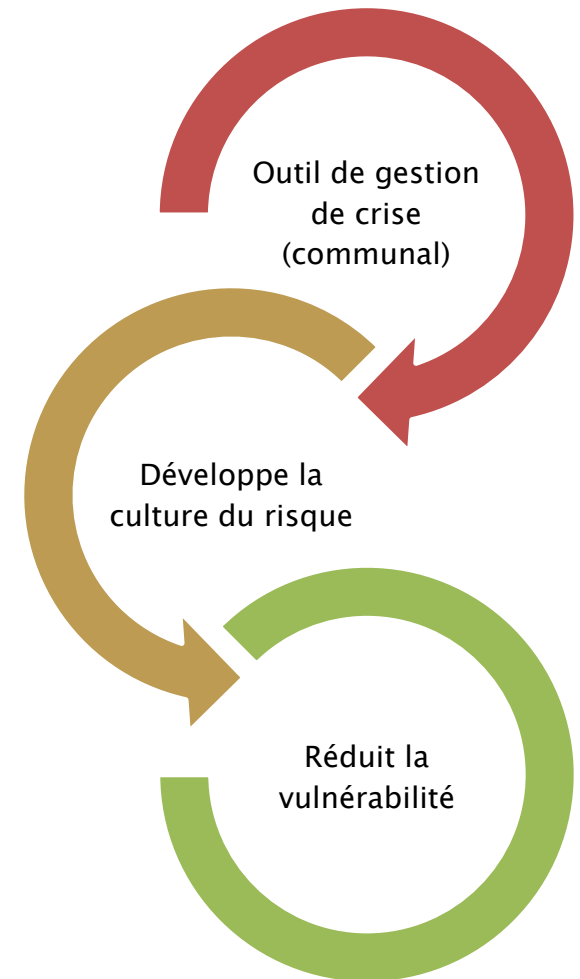 Outil de gestion
de crise
(communal)
Développe la
culture du risque
Réduit la
vulnérabilité